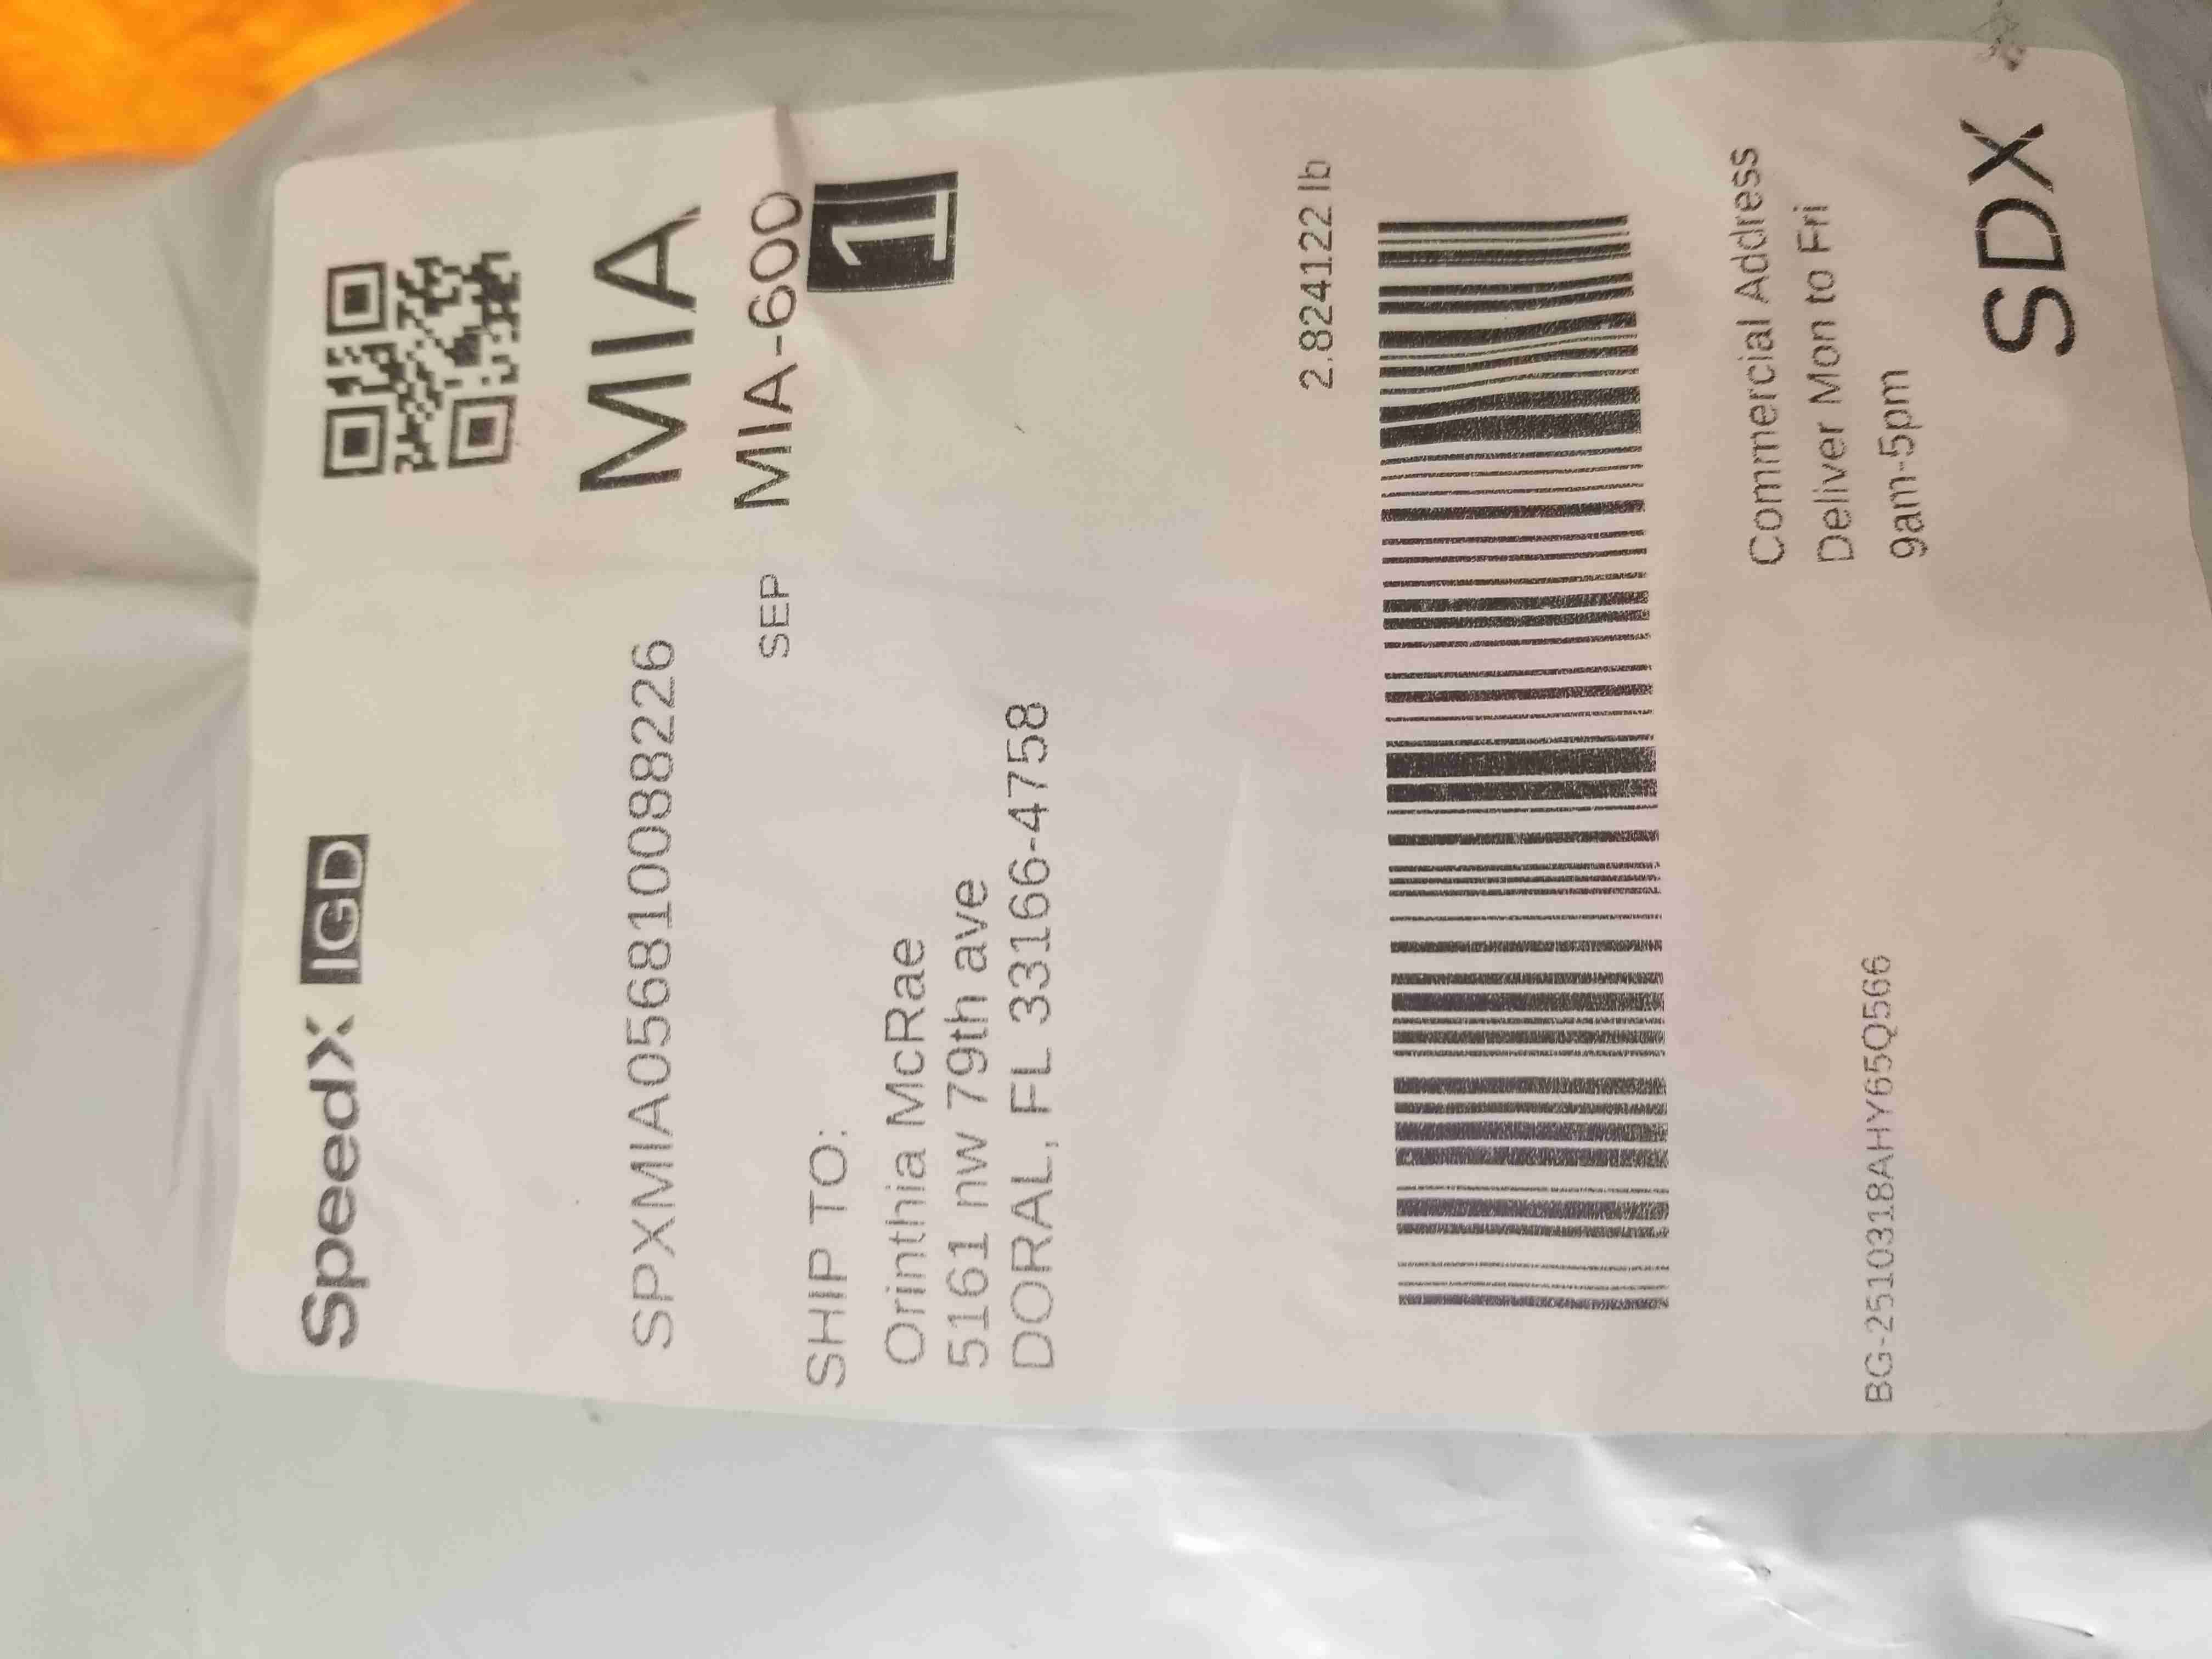 SpeedX IGD
SPXMIA056810088226
MIA
SEP MIA-600
1
SHIP TO:
Orinthia McRae
5161 nw 79th ave
DORAL, FL 33166-4758
2.824122 lb
Commercial Address
Deliver Mon to Fri
9am-5pm
BG-2510318AHY65Q566
SDX